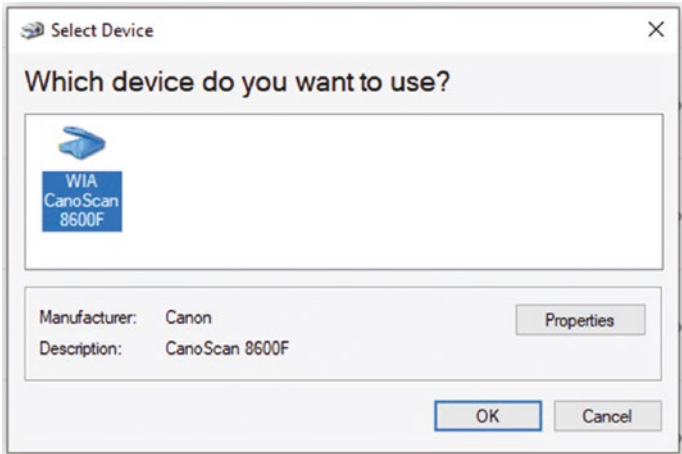 Select Device
Which device do you want to use?
WIA
CanoScan
8600F
Manufacturer: Canon
Properties
Description: CanoScan 8600F
OK
Cancel